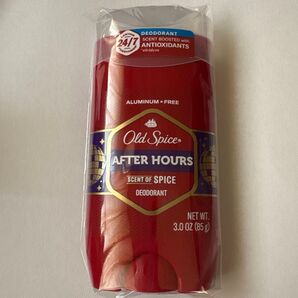 24/7
DEODORANT
SCENT BOOSTED with
ANTIOXIDANTS
ALUMINUM • FREE
Old Spice
AFTER HOURS
SCENT OF SPICE
DEODORANT
NET WT.
3.0 OZ (85 g)